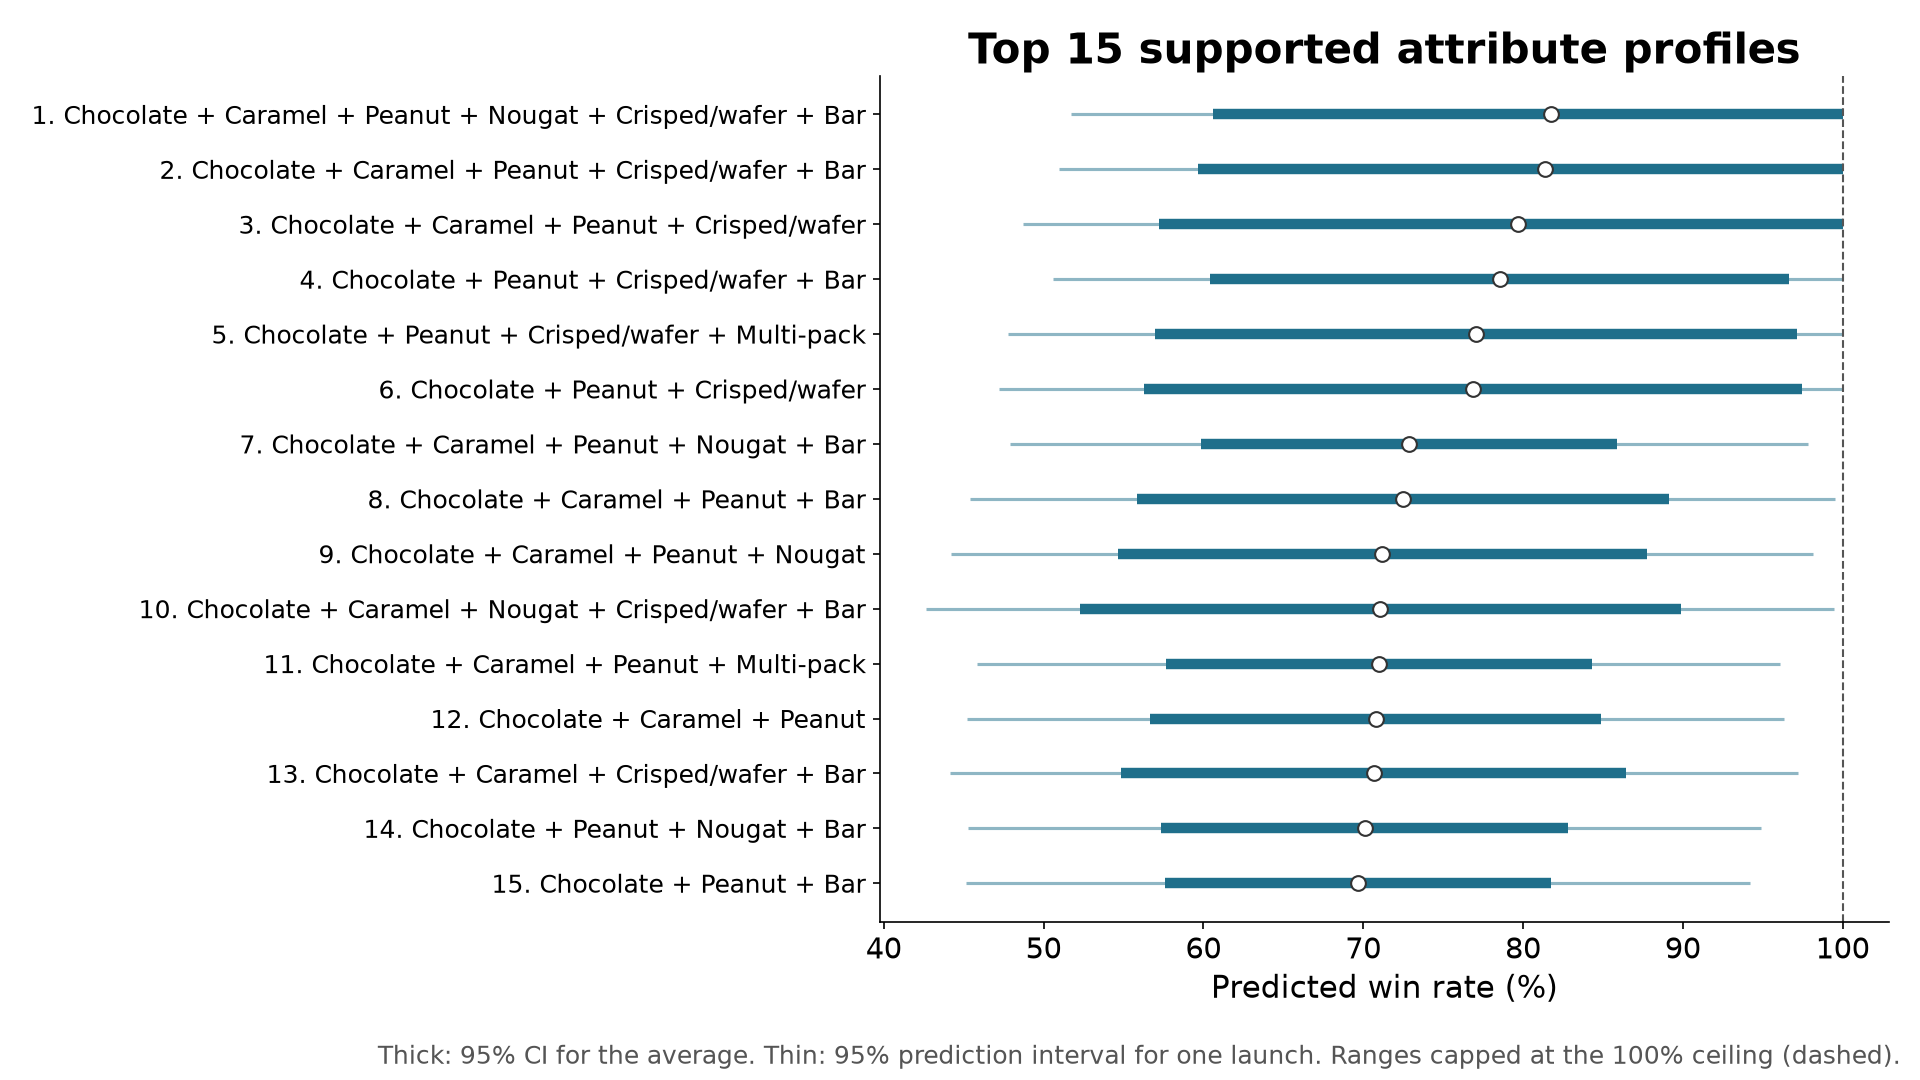 Top 15 supported attribute profiles
1. Chocolate + Caramel + Peanut + Nougat + Crisped/wafer + Bar
2. Chocolate + Caramel + Peanut + Crisped/wafer + Bar
3. Chocolate + Caramel + Peanut + Crisped/wafer
4. Chocolate + Peanut + Crisped/wafer + Bar
5. Chocolate + Peanut + Crisped/wafer + Multi-pack
6. Chocolate + Peanut + Crisped/wafer
7. Chocolate + Caramel + Peanut + Nougat + Bar
8. Chocolate + Caramel + Peanut + Bar
9. Chocolate + Caramel + Peanut + Nougat
10. Chocolate + Caramel + Nougat + Crisped/wafer + Bar
11. Chocolate + Caramel + Peanut + Multi-pack
12. Chocolate + Caramel + Peanut
13. Chocolate + Caramel + Crisped/wafer + Bar
14. Chocolate + Peanut + Nougat + Bar
15. Chocolate + Peanut + Bar
40 50 60 70 80 90 100
Predicted win rate (%)
Thick: 95% CI for the average. Thin: 95% prediction interval for one launch. Ranges capped at the 100% ceiling (dashed).